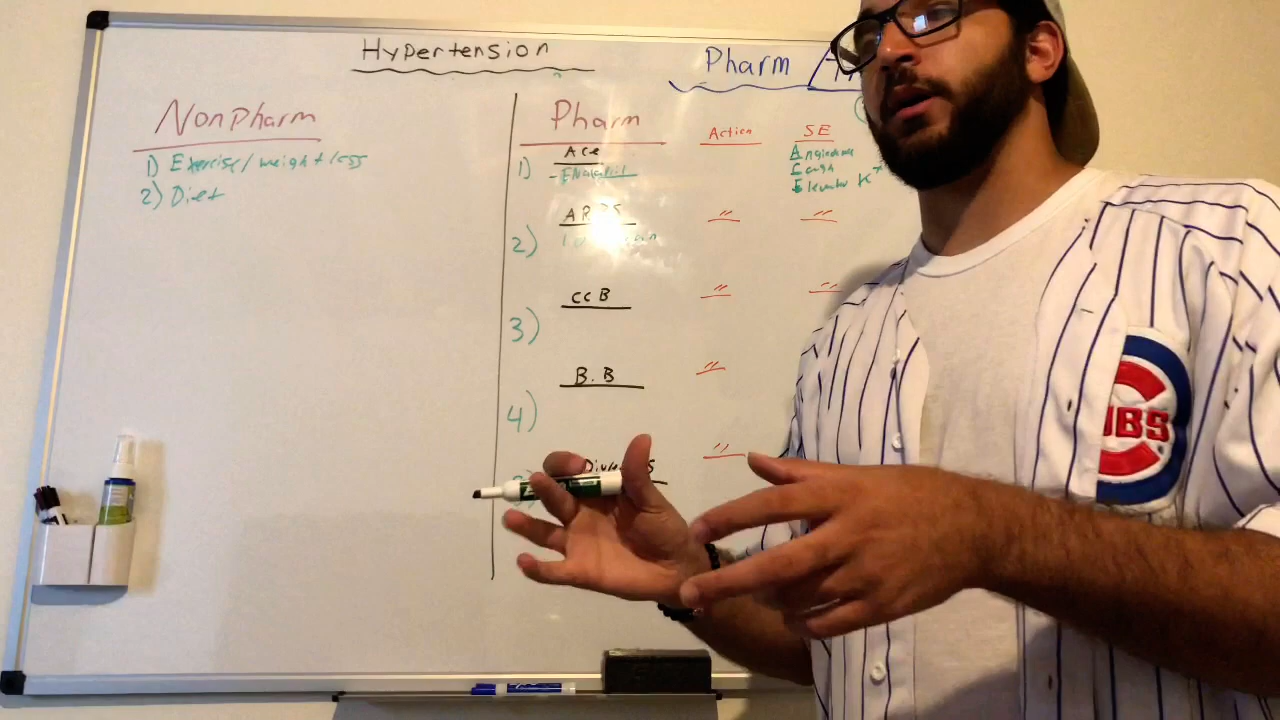 Hypertension
Pharm
NonPharm
Pharm
Action
SE
1) Exercise/weight loss
2) Diet
1) Ace
- ENalapril
Angioedema
Cough
Elevated K+
2) ARBS
"
"
3) CCB
"
"
4) B.B
"
"
UBS